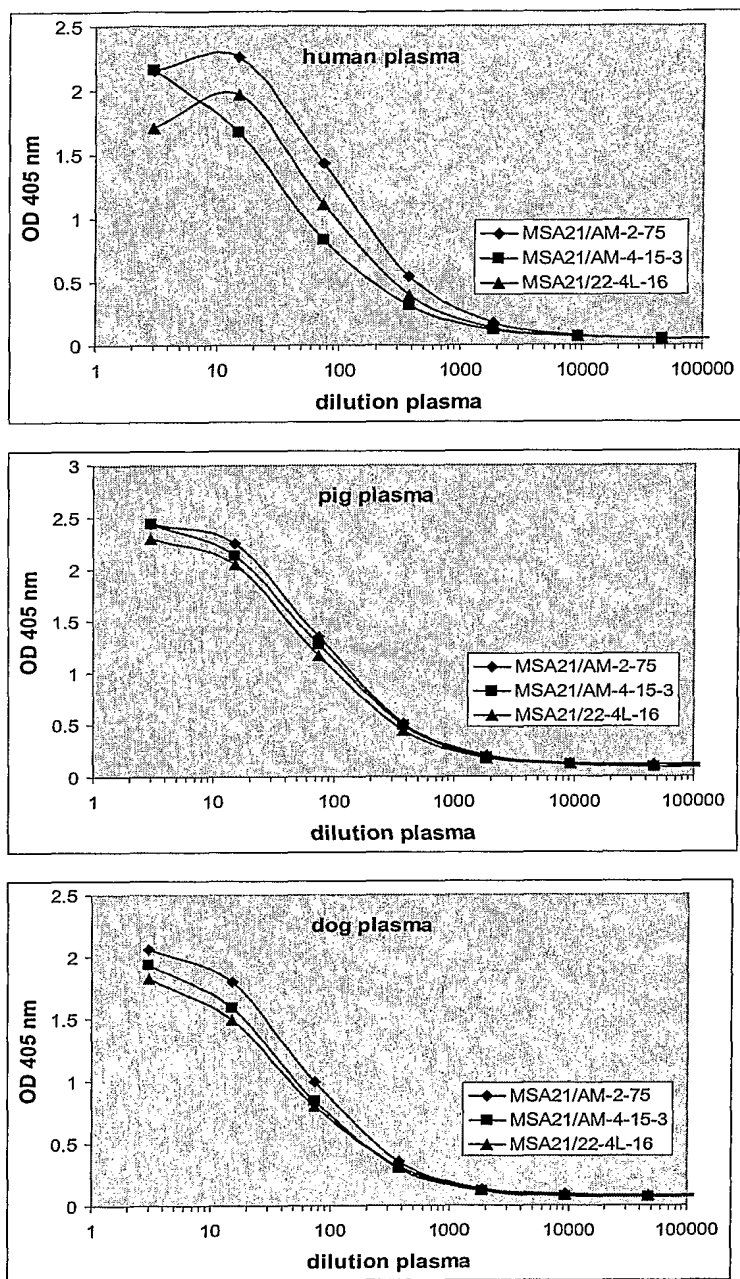 human plasma
OD 405 nm
2.5
2
1.5
1
0.5
0
MSA21/AM-2-75
MSA21/AM-4-15-3
MSA21/22-4L-16
1 10 100 1000 10000 100000
dilution plasma
pig plasma
OD 405 nm
3
2.5
2
1.5
1
0.5
0
MSA21/AM-2-75
MSA21/AM-4-15-3
MSA21/22-4L-16
1 10 100 1000 10000 100000
dilution plasma
dog plasma
OD 405 nm
2.5
2
1.5
1
0.5
0
MSA21/AM-2-75
MSA21/AM-4-15-3
MSA21/22-4L-16
1 10 100 1000 10000 100000
dilution plasma